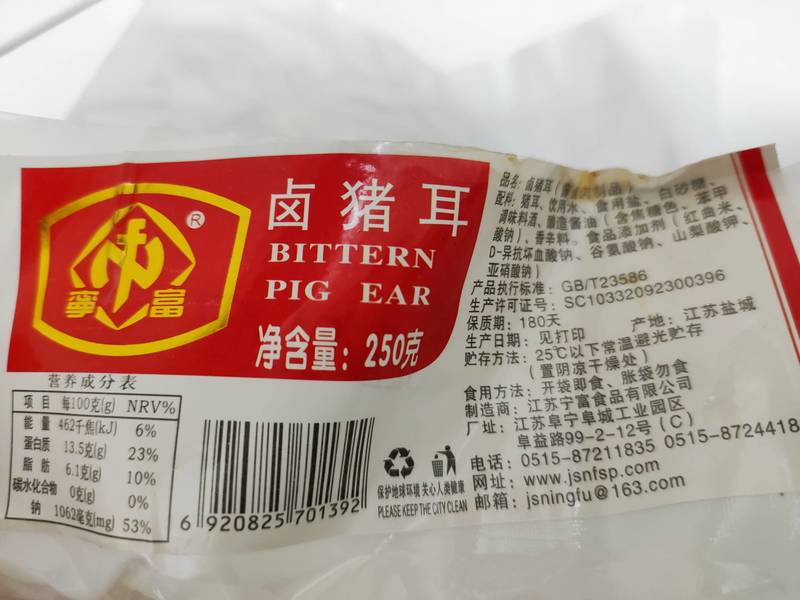 卤猪耳
BITTERN
PIG EAR
净含量：250克
®
寧富
营养成分表
项目 每100克(g) NRV%
能量 462千焦(kJ) 6%
蛋白质 13.5克(g) 23%
脂肪 6.1克(g) 10%
碳水化合物 0克(g) 0%
钠 1062毫克(mg) 53%
6 920825 701392
保护地球环境 关心人类健康
PLEASE KEEP THE CITY CLEAN
品名：卤猪耳
配料：猪耳、饮用水、食用盐、白砂糖、
调味料酒、酿造酱油（含焦糖色、苯甲
酸钠）、香辛料。食品添加剂（红曲米、
D-异抗坏血酸钠、谷氨酸钠、山梨酸钾、
亚硝酸钠）
产品执行标准：GB/T23586
生产许可证号：SC10332092300396
保质期：180天 产地：江苏盐城
生产日期：见打印
贮存方法：25℃以下常温避光贮存
（置阴凉干燥处）
食用方法：开袋即食、胀袋勿食
制造商：江苏宁富食品有限公司
厂址：江苏阜宁阜城工业园区
阜益路99-2-12号（C）
电话：0515-87211835 0515-8724418
网址：www.jsnfsp.com
邮箱：jsningfu@163.com